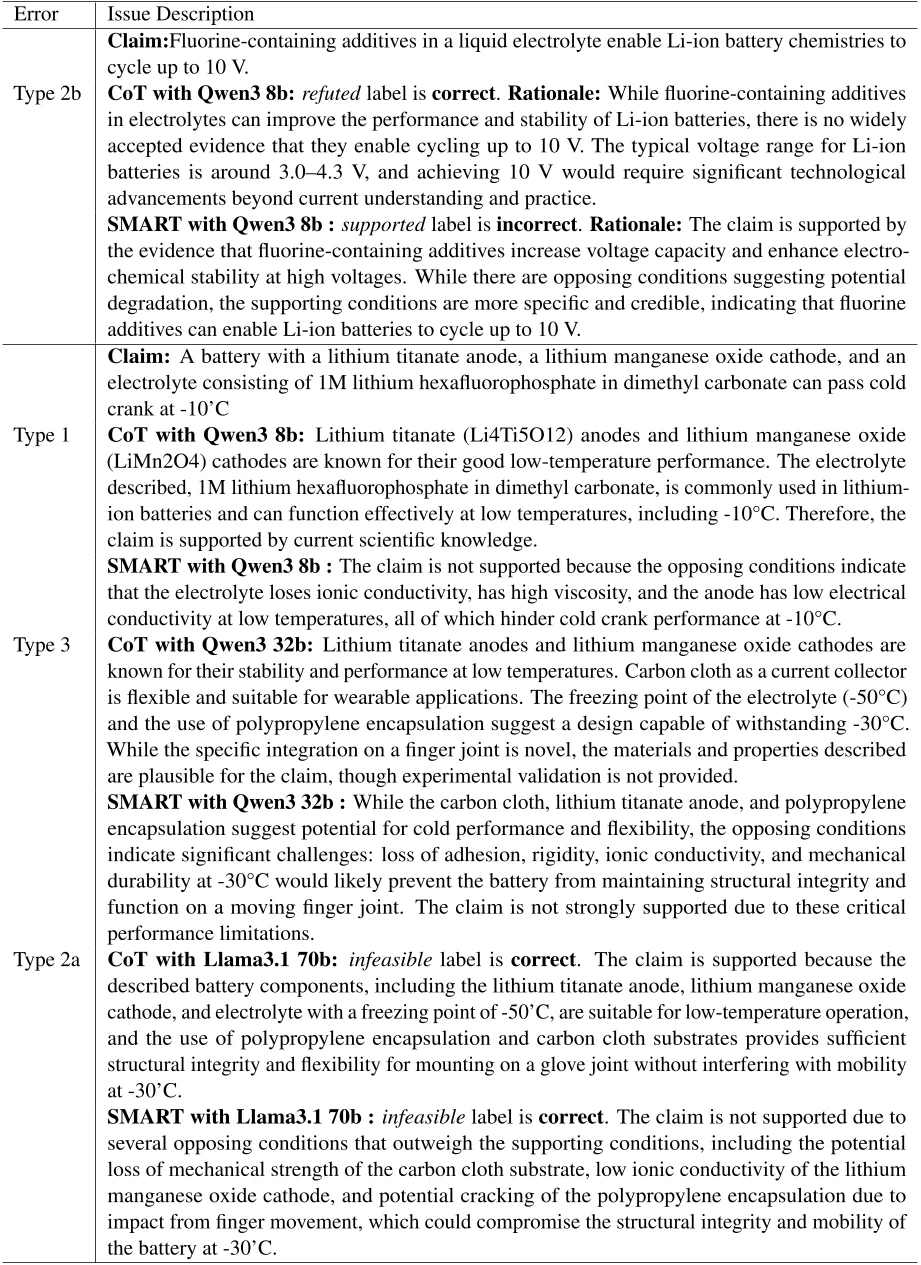 Error Issue Description
Claim:Fluorine-containing additives in a liquid electrolyte enable Li-ion battery chemistries to
cycle up to 10 V.
Type 2b CoT with Qwen3 8b: refuted label is correct. Rationale: While fluorine-containing additives
in electrolytes can improve the performance and stability of Li-ion batteries, there is no widely
accepted evidence that they enable cycling up to 10 V. The typical voltage range for Li-ion
batteries is around 3.0–4.3 V, and achieving 10 V would require significant technological
advancements beyond current understanding and practice.
SMART with Qwen3 8b : supported label is incorrect. Rationale: The claim is supported by
the evidence that fluorine-containing additives increase voltage capacity and enhance electro-
chemical stability at high voltages. While there are opposing conditions suggesting potential
degradation, the supporting conditions are more specific and credible, indicating that fluorine
additives can enable Li-ion batteries to cycle up to 10 V.
Claim: A battery with a lithium titanate anode, a lithium manganese oxide cathode, and an
electrolyte consisting of 1M lithium hexafluorophosphate in dimethyl carbonate can pass cold
crank at -10’C
Type 1 CoT with Qwen3 8b: Lithium titanate (Li4Ti5O12) anodes and lithium manganese oxide
(LiMn2O4) cathodes are known for their good low-temperature performance. The electrolyte
described, 1M lithium hexafluorophosphate in dimethyl carbonate, is commonly used in lithium-
ion batteries and can function effectively at low temperatures, including -10°C. Therefore, the
claim is supported by current scientific knowledge.
SMART with Qwen3 8b : The claim is not supported because the opposing conditions indicate
that the electrolyte loses ionic conductivity, has high viscosity, and the anode has low electrical
conductivity at low temperatures, all of which hinder cold crank performance at -10°C.
Type 3 CoT with Qwen3 32b: Lithium titanate anodes and lithium manganese oxide cathodes are
known for their stability and performance at low temperatures. Carbon cloth as a current collector
is flexible and suitable for wearable applications. The freezing point of the electrolyte (-50°C)
and the use of polypropylene encapsulation suggest a design capable of withstanding -30°C.
While the specific integration on a finger joint is novel, the materials and properties described
are plausible for the claim, though experimental validation is not provided.
SMART with Qwen3 32b : While the carbon cloth, lithium titanate anode, and polypropylene
encapsulation suggest potential for cold performance and flexibility, the opposing conditions
indicate significant challenges: loss of adhesion, rigidity, ionic conductivity, and mechanical
durability at -30°C would likely prevent the battery from maintaining structural integrity and
function on a moving finger joint. The claim is not strongly supported due to these critical
performance limitations.
Type 2a CoT with Llama3.1 70b: infeasible label is correct. The claim is supported because the
described battery components, including the lithium titanate anode, lithium manganese oxide
cathode, and electrolyte with a freezing point of -50’C, are suitable for low-temperature operation,
and the use of polypropylene encapsulation and carbon cloth substrates provides sufficient
structural integrity and flexibility for mounting on a glove joint without interfering with mobility
at -30’C.
SMART with Llama3.1 70b : infeasible label is correct. The claim is not supported due to
several opposing conditions that outweigh the supporting conditions, including the potential
loss of mechanical strength of the carbon cloth substrate, low ionic conductivity of the lithium
manganese oxide cathode, and potential cracking of the polypropylene encapsulation due to
impact from finger movement, which could compromise the structural integrity and mobility of
the battery at -30’C.